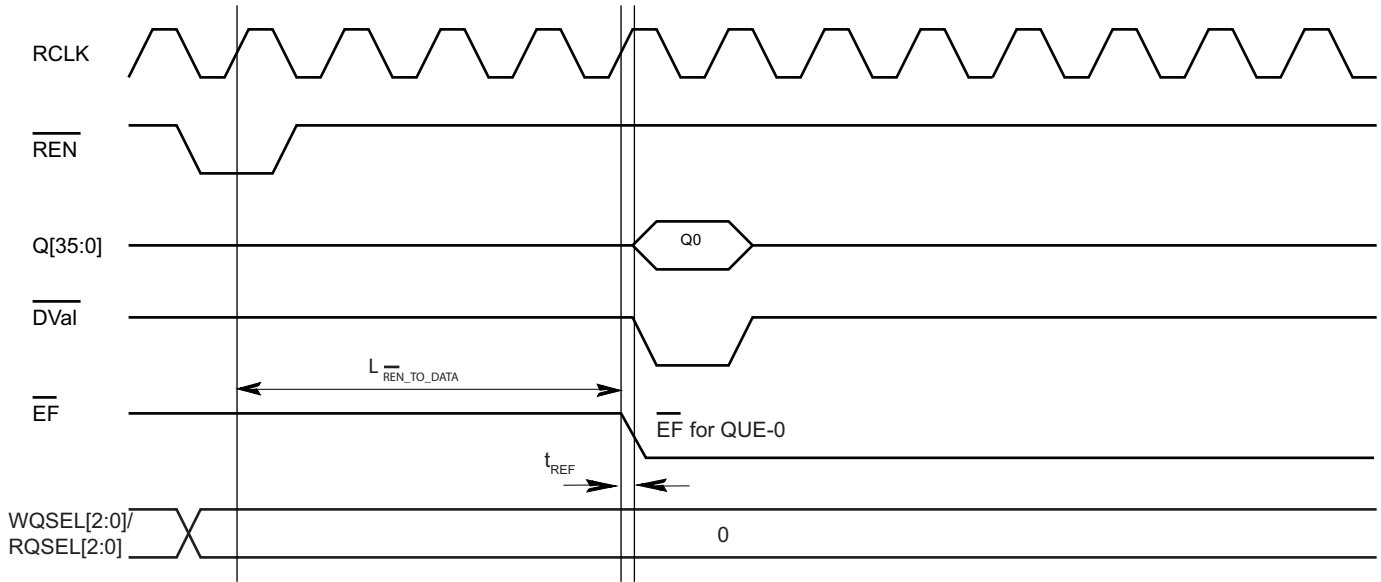 RCLK
REN
Q[35:0]
Q0
DVal
L REN_TO_DATA
EF
EF for QUE-0
tREF
WQSEL[2:0]/
RQSEL[2:0]
0